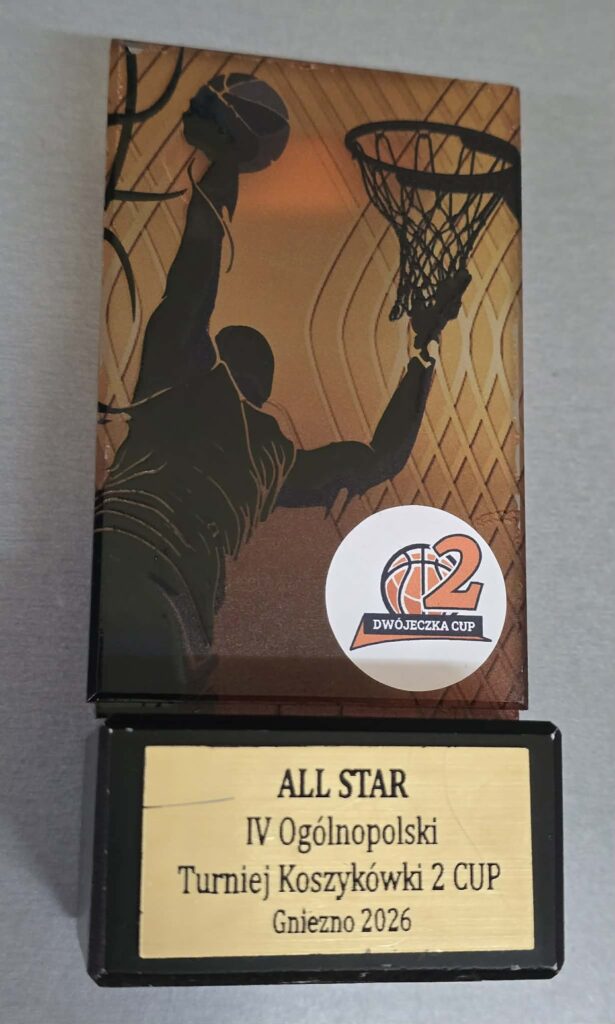 2
DWÓJECZKA CUP
ALL STAR
IV Ogólnopolski
Turniej Koszykówki 2 CUP
Gniezno 2026